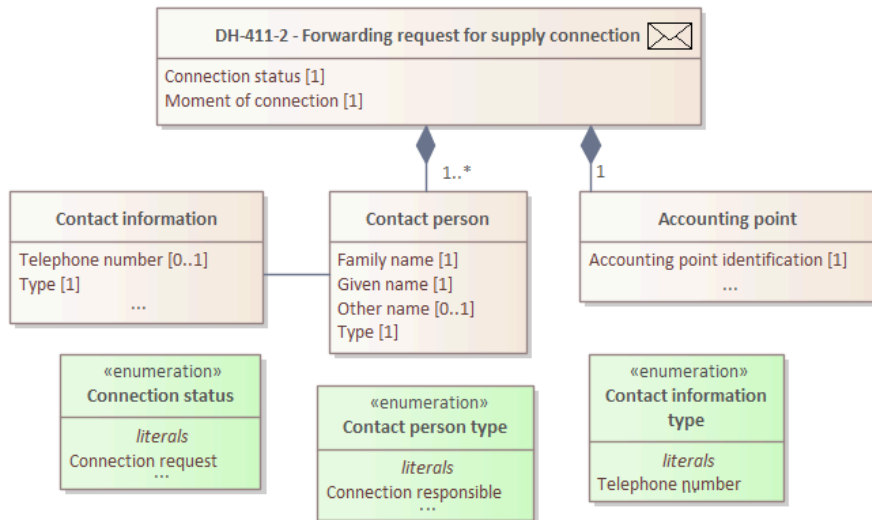 DH-411-2 - Forwarding request for supply connection
Connection status [1]
Moment of connection [1]
1..*
1
Contact information
Telephone number [0..1]
Type [1]
...
Contact person
Family name [1]
Given name [1]
Other name [0..1]
Type [1]
Accounting point
Accounting point identification [1]
...
«enumeration»
Connection status
literals
Connection request
...
«enumeration»
Contact person type
literals
Connection responsible
...
«enumeration»
Contact information
type
literals
Telephone number
...